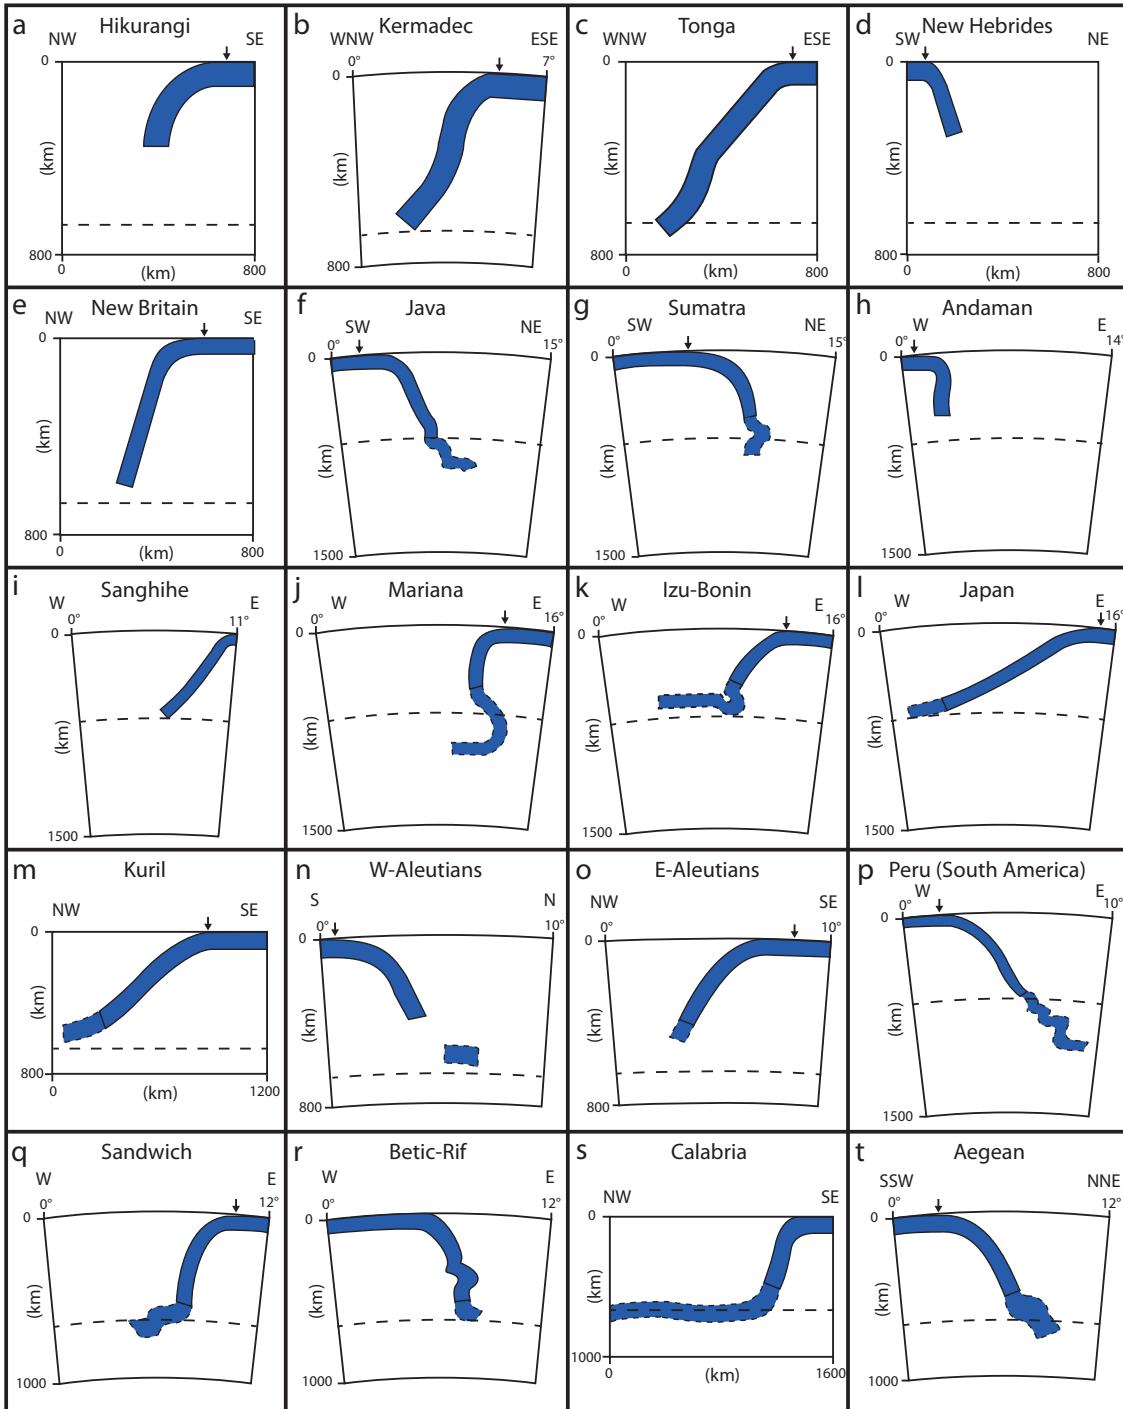 a Hikurangi
NW SE
0
(km)
800
0 (km) 800
b Kermadec
WNW ESE
0° 7°
0
(km)
800
c Tonga
WNW ESE
0
(km)
800
0 (km) 800
d New Hebrides
SW NE
0
(km)
800
0 (km) 800
e New Britain
NW SE
0
(km)
800
0 (km) 800
f Java
SW NE
0° 15°
0
(km)
1500
g Sumatra
SW NE
0° 15°
0
(km)
1500
h Andaman
W E
0° 14°
0
(km)
1500
i Sanghihe
W E
0° 11°
0
(km)
1500
j Mariana
W E
0° 16°
0
(km)
1500
k Izu-Bonin
W E
0° 16°
0
(km)
1500
l Japan
W E
0° 16°
0
(km)
1500
m Kuril
NW SE
0
(km)
800
0 (km) 1200
n W-Aleutians
S N
0° 10°
0
(km)
800
o E-Aleutians
NW SE
0° 10°
0
(km)
800
p Peru (South America)
W E
0° 10°
0
(km)
1500
q Sandwich
W E
0° 12°
0
(km)
1000
r Betic-Rif
W E
0° 12°
0
(km)
1000
s Calabria
NW SE
0
(km)
1000
0 (km) 1600
t Aegean
SSW NNE
0° 12°
0
(km)
1000